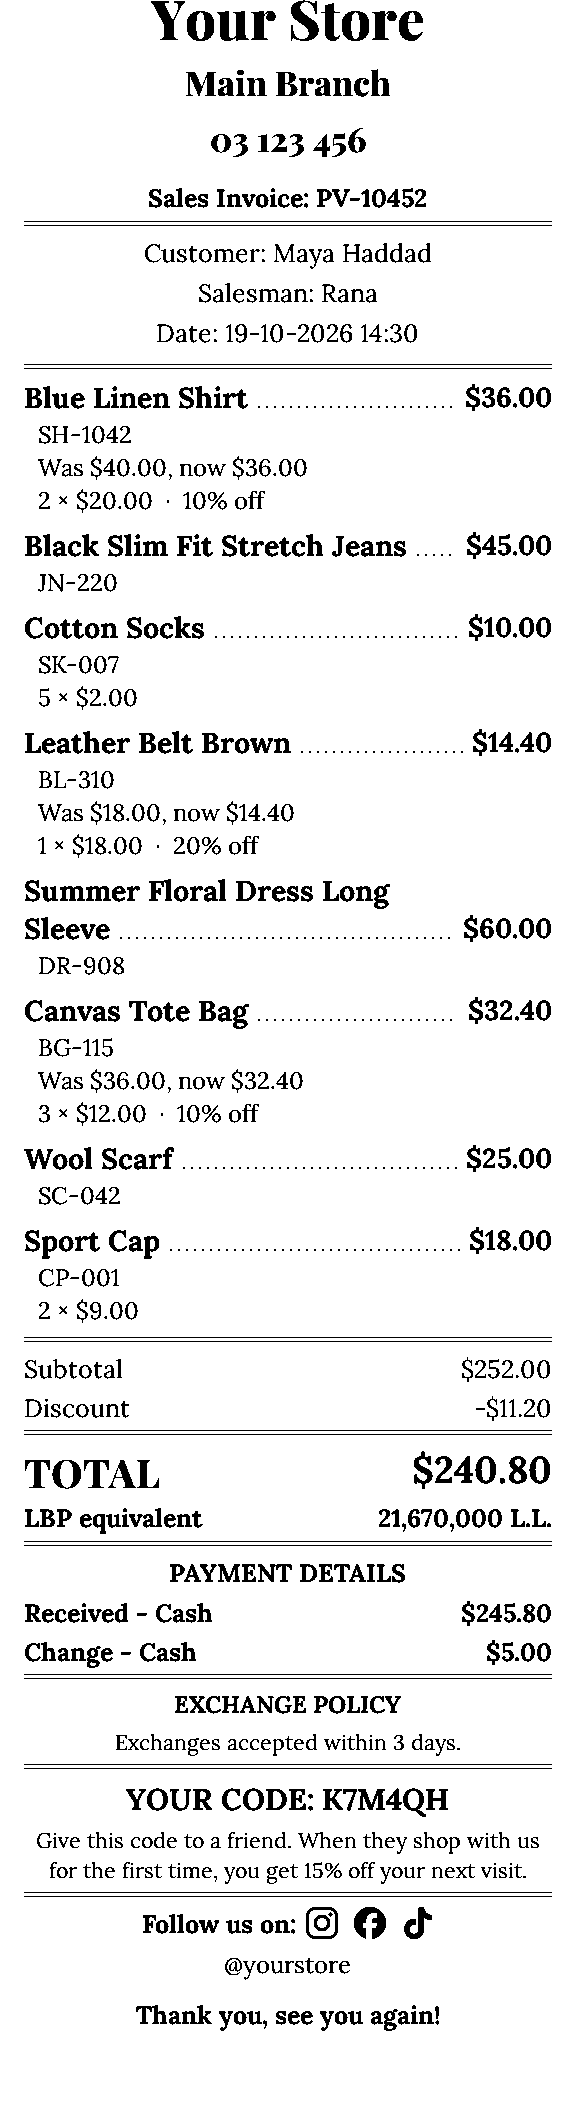 Your Store
Main Branch
03 123 456
Sales Invoice: PV-10452
Customer: Maya Haddad
Salesman: Rana
Date: 19-10-2026 14:30
Blue Linen Shirt ........................ $36.00
SH-1042
Was $40.00, now $36.00
2 × $20.00 · 10% off
Black Slim Fit Stretch Jeans ..... $45.00
JN-220
Cotton Socks .............................. $10.00
SK-007
5 × $2.00
Leather Belt Brown .................... $14.40
BL-310
Was $18.00, now $14.40
1 × $18.00 · 20% off
Summer Floral Dress Long
Sleeve ......................................... $60.00
DR-908
Canvas Tote Bag ........................ $32.40
BG-115
Was $36.00, now $32.40
3 × $12.00 · 10% off
Wool Scarf .................................. $25.00
SC-042
Sport Cap .................................... $18.00
CP-001
2 × $9.00
Subtotal $252.00
Discount -$11.20
TOTAL $240.80
LBP equivalent 21,670,000 L.L.
PAYMENT DETAILS
Received - Cash $245.80
Change - Cash $5.00
EXCHANGE POLICY
Exchanges accepted within 3 days.
YOUR CODE: K7M4QH
Give this code to a friend. When they shop with us
for the first time, you get 15% off your next visit.
Follow us on:
@yourstore
Thank you, see you again!